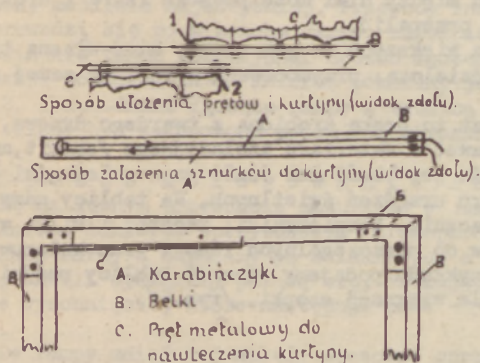 1 C
B
C
2
Sposób ułożenia prętów i kurtyny (widok zdołu).
A B
Sposób założenia sznurków do kurtyny (widok zdołu).
A
Б
B B
A. Karabińczyki
B. Belki
C. Pręt metalowy do
nawleczenia kurtyny.